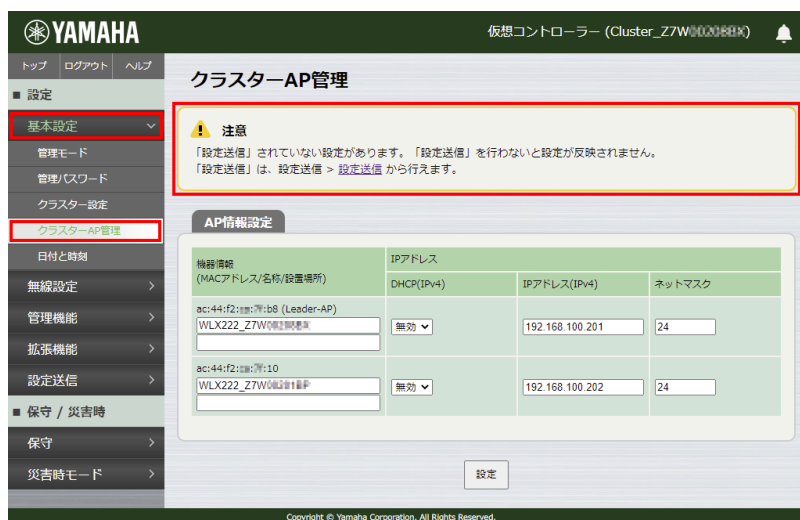 YAMAHA
仮想コントローラー (Cluster_Z7W
トップ ログアウト ヘルプ
■ 設定
基本設定
管理モード
管理パスワード
クラスター設定
クラスターAP管理
日付と時刻
無線設定
管理機能
拡張機能
設定送信
■ 保守 / 災害時
保守
災害時モード
クラスターAP管理
注意
「設定送信」されていない設定があります。「設定送信」を行わないと設定が反映されません。
「設定送信」は、設定送信 > 設定送信 から行えます。
AP情報設定
機器情報
(MACアドレス/名称/設置場所)
IPアドレス
DHCP(IPv4) IPアドレス(IPv4) ネットマスク
ac:44:f2: :b8 (Leader-AP)
WLX222_Z7W
無効 192.168.100.201 24
ac:44:f2: :10
WLX222_Z7W
無効 192.168.100.202 24
設定
Copyright © Yamaha Corporation. All Rights Reserved.